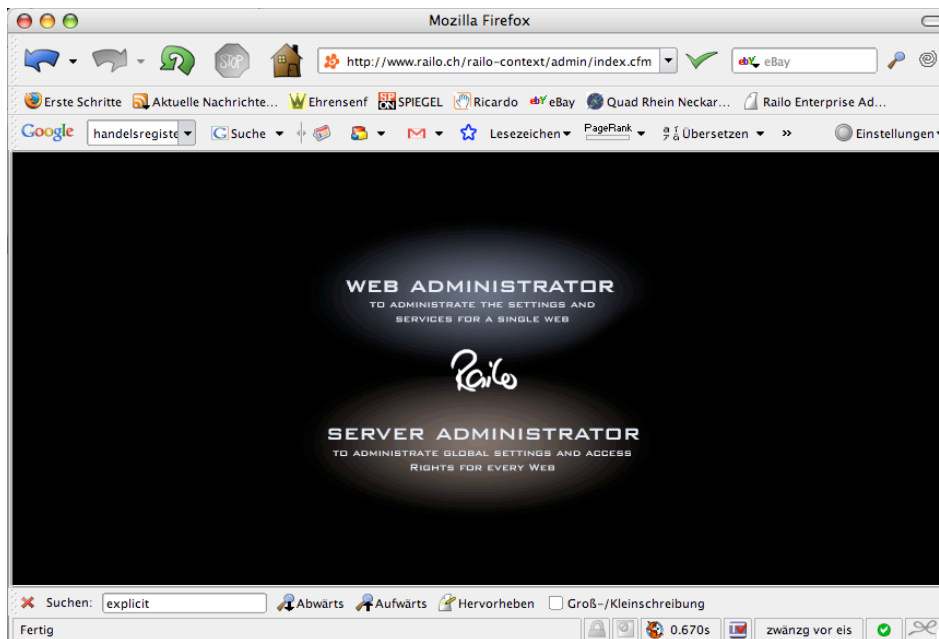 Mozilla Firefox
STOP http://www.railo.ch/railo-context/admin/index.cfm ebY eBay
Erste Schritte Aktuelle Nachrichte... Ehrensenf SPIEGEL Ricardo ebY eBay Quad Rhein Neckar... Railo Enterprise Ad...
Google handelsregiste Suche Lesezeichen PageRank Übersetzen » Einstellungen
WEB ADMINISTRATOR
TO ADMINISTRATE THE SETTINGS AND
SERVICES FOR A SINGLE WEB
Railo
SERVER ADMINISTRATOR
TO ADMINISTRATE GLOBAL SETTINGS AND ACCESS
RIGHTS FOR EVERY WEB
Suchen: explicit Abwärts Aufwärts Hervorheben Groß-/Kleinschreibung
Fertig 0.670s zwänzg vor eis